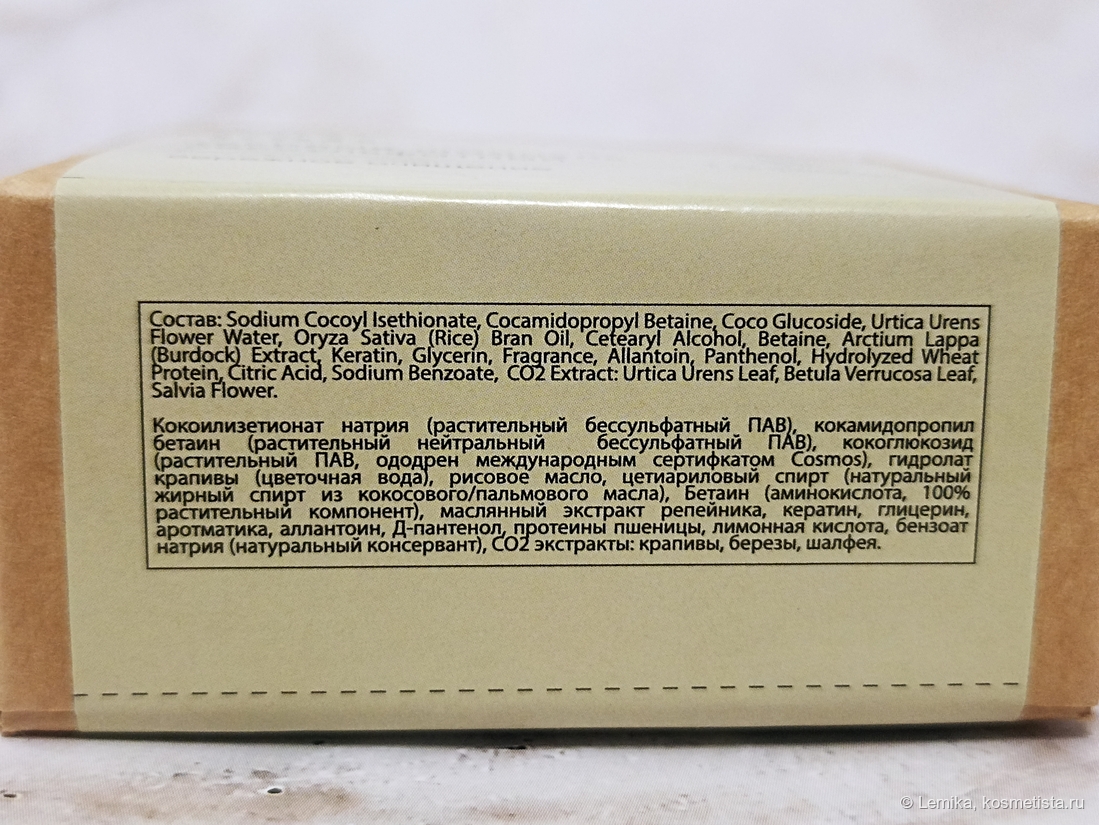 Состав: Sodium Cocoyl Isethionate, Cocamidopropyl Betaine, Coco Glucoside, Urtica Urens
Flower Water, Oryza Sativa (Rice) Bran Oil, Cetearyl Alcohol, Betaine, Arctium Lappa
(Burdock) Extract, Keratin, Glycerin, Fragrance, Allantoin, Panthenol, Hydrolyzed Wheat
Protein, Citric Acid, Sodium Benzoate, CO2 Extract: Urtica Urens Leaf, Betula Verrucosa Leaf,
Salvia Flower.
Кокоилизетионат натрия (растительный бессульфатный ПАВ), кокамидопропил
бетаин (растительный нейтральный бессульфатный ПАВ), кокоглюкозид
(растительный ПАВ, ододрен международным сертифкатом Cosmos), гидролат
крапивы (цветочная вода), рисовое масло, цетиариловый спирт (натуральный
жирный спирт из кокосового/пальмового масла), Бетаин (аминокислота, 100%
растительный компонент), маслянный экстракт репейника, кератин, глицерин,
аротматика, аллантоин, Д-пантенол, протеины пшеницы, лимонная кислота, бензоат
натрия (натуральный консервант), СО2 экстракты: крапивы, березы, шалфея.
© Lemika, kosmetista.ru